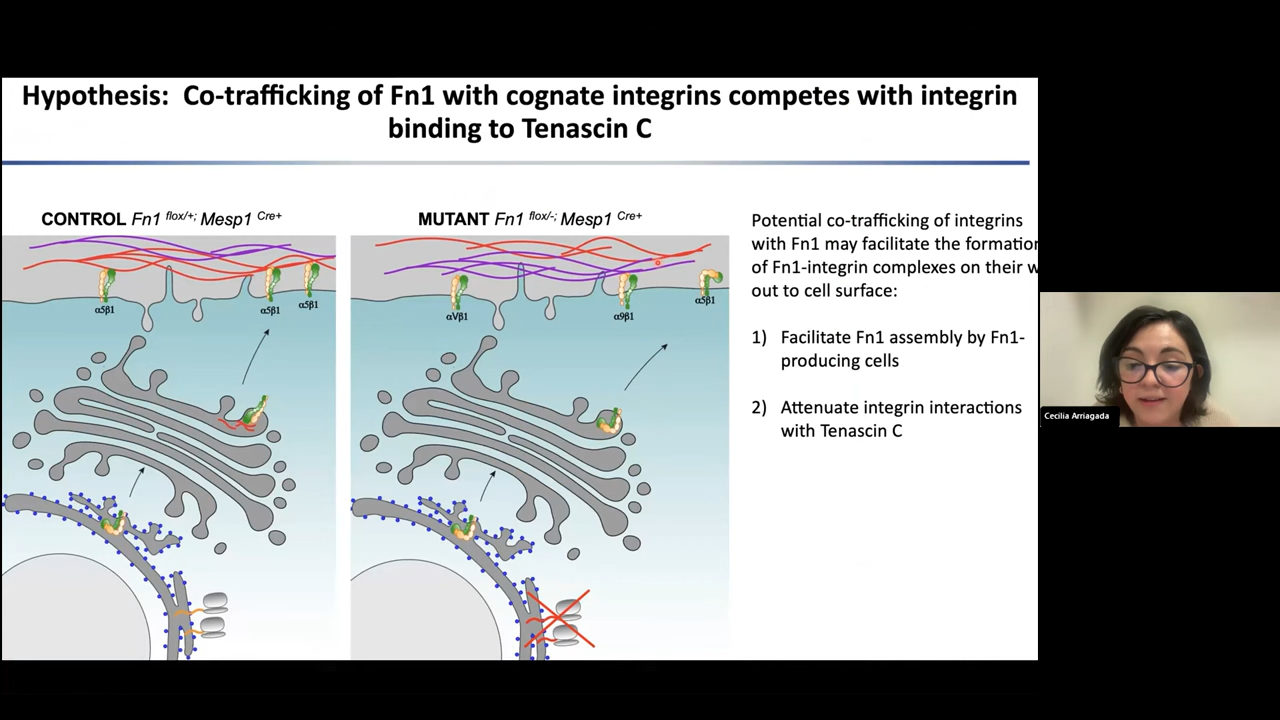 Hypothesis: Co-trafficking of Fn1 with cognate integrins competes with integrin
binding to Tenascin C
CONTROL Fn1 flox/+; Mesp1 Cre+
MUTANT Fn1 flox/-; Mesp1 Cre+
α5β1
α5β1
α5β1
αVβ1
α9β1
α5β1
Potential co-trafficking of integrins
with Fn1 may facilitate the formation
of Fn1-integrin complexes on their w
out to cell surface:
1) Facilitate Fn1 assembly by Fn1-
producing cells
2) Attenuate integrin interactions
with Tenascin C
Cecilia Arriagada